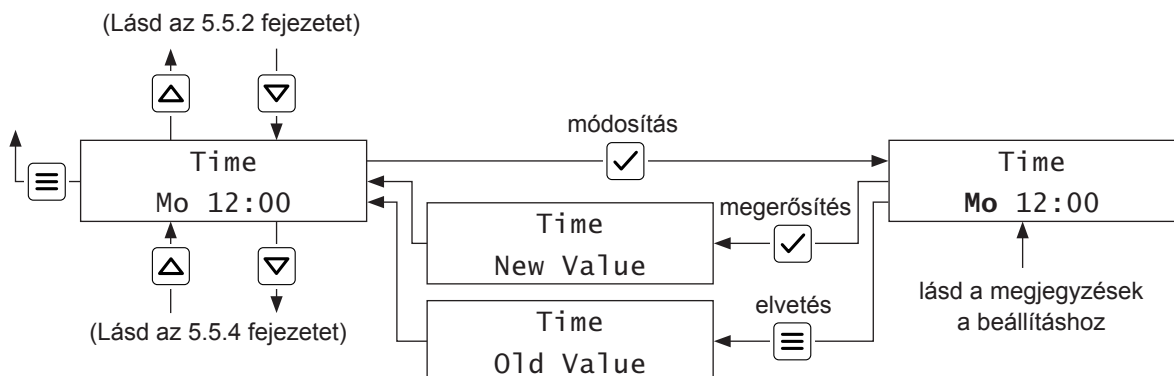 (Lásd az 5.5.2 fejezetet)
módosítás
Time
Mo 12:00
Time
Mo 12:00
megerősítés
Time
New Value
elvetés
Time
Old Value
lásd a megjegyzések
a beállításhoz
(Lásd az 5.5.4 fejezetet)